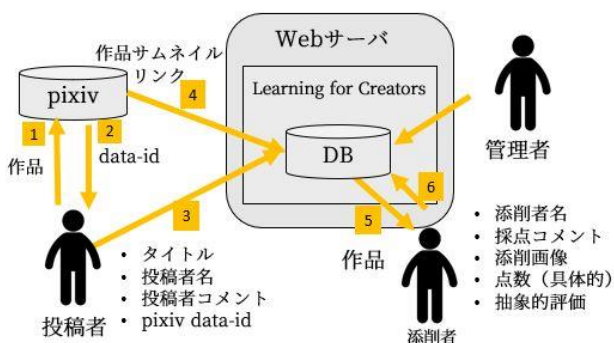 作品サムネイル
リンク
Webサーバ
pixiv
4
Learning for Creators
1
2
作品
data-id
DB
管理者
3
5
6
作品
• タイトル
• 投稿者名
• 投稿者コメント
• pixiv data-id
投稿者
• 添削者名
• 採点コメント
• 添削画像
• 点数（具体的）
• 抽象的評価
添削者